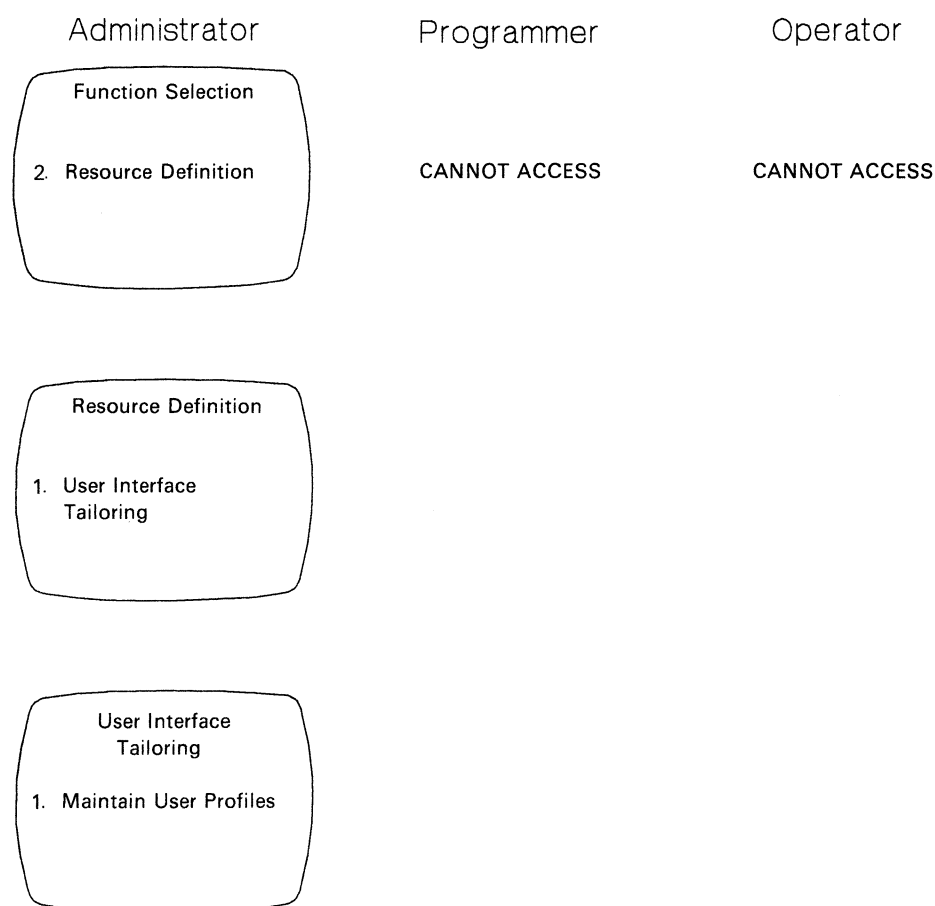 Administrator Programmer Operator
Function Selection
2. Resource Definition CANNOT ACCESS CANNOT ACCESS
Resource Definition
1. User Interface
Tailoring
User Interface
Tailoring
1. Maintain User Profiles